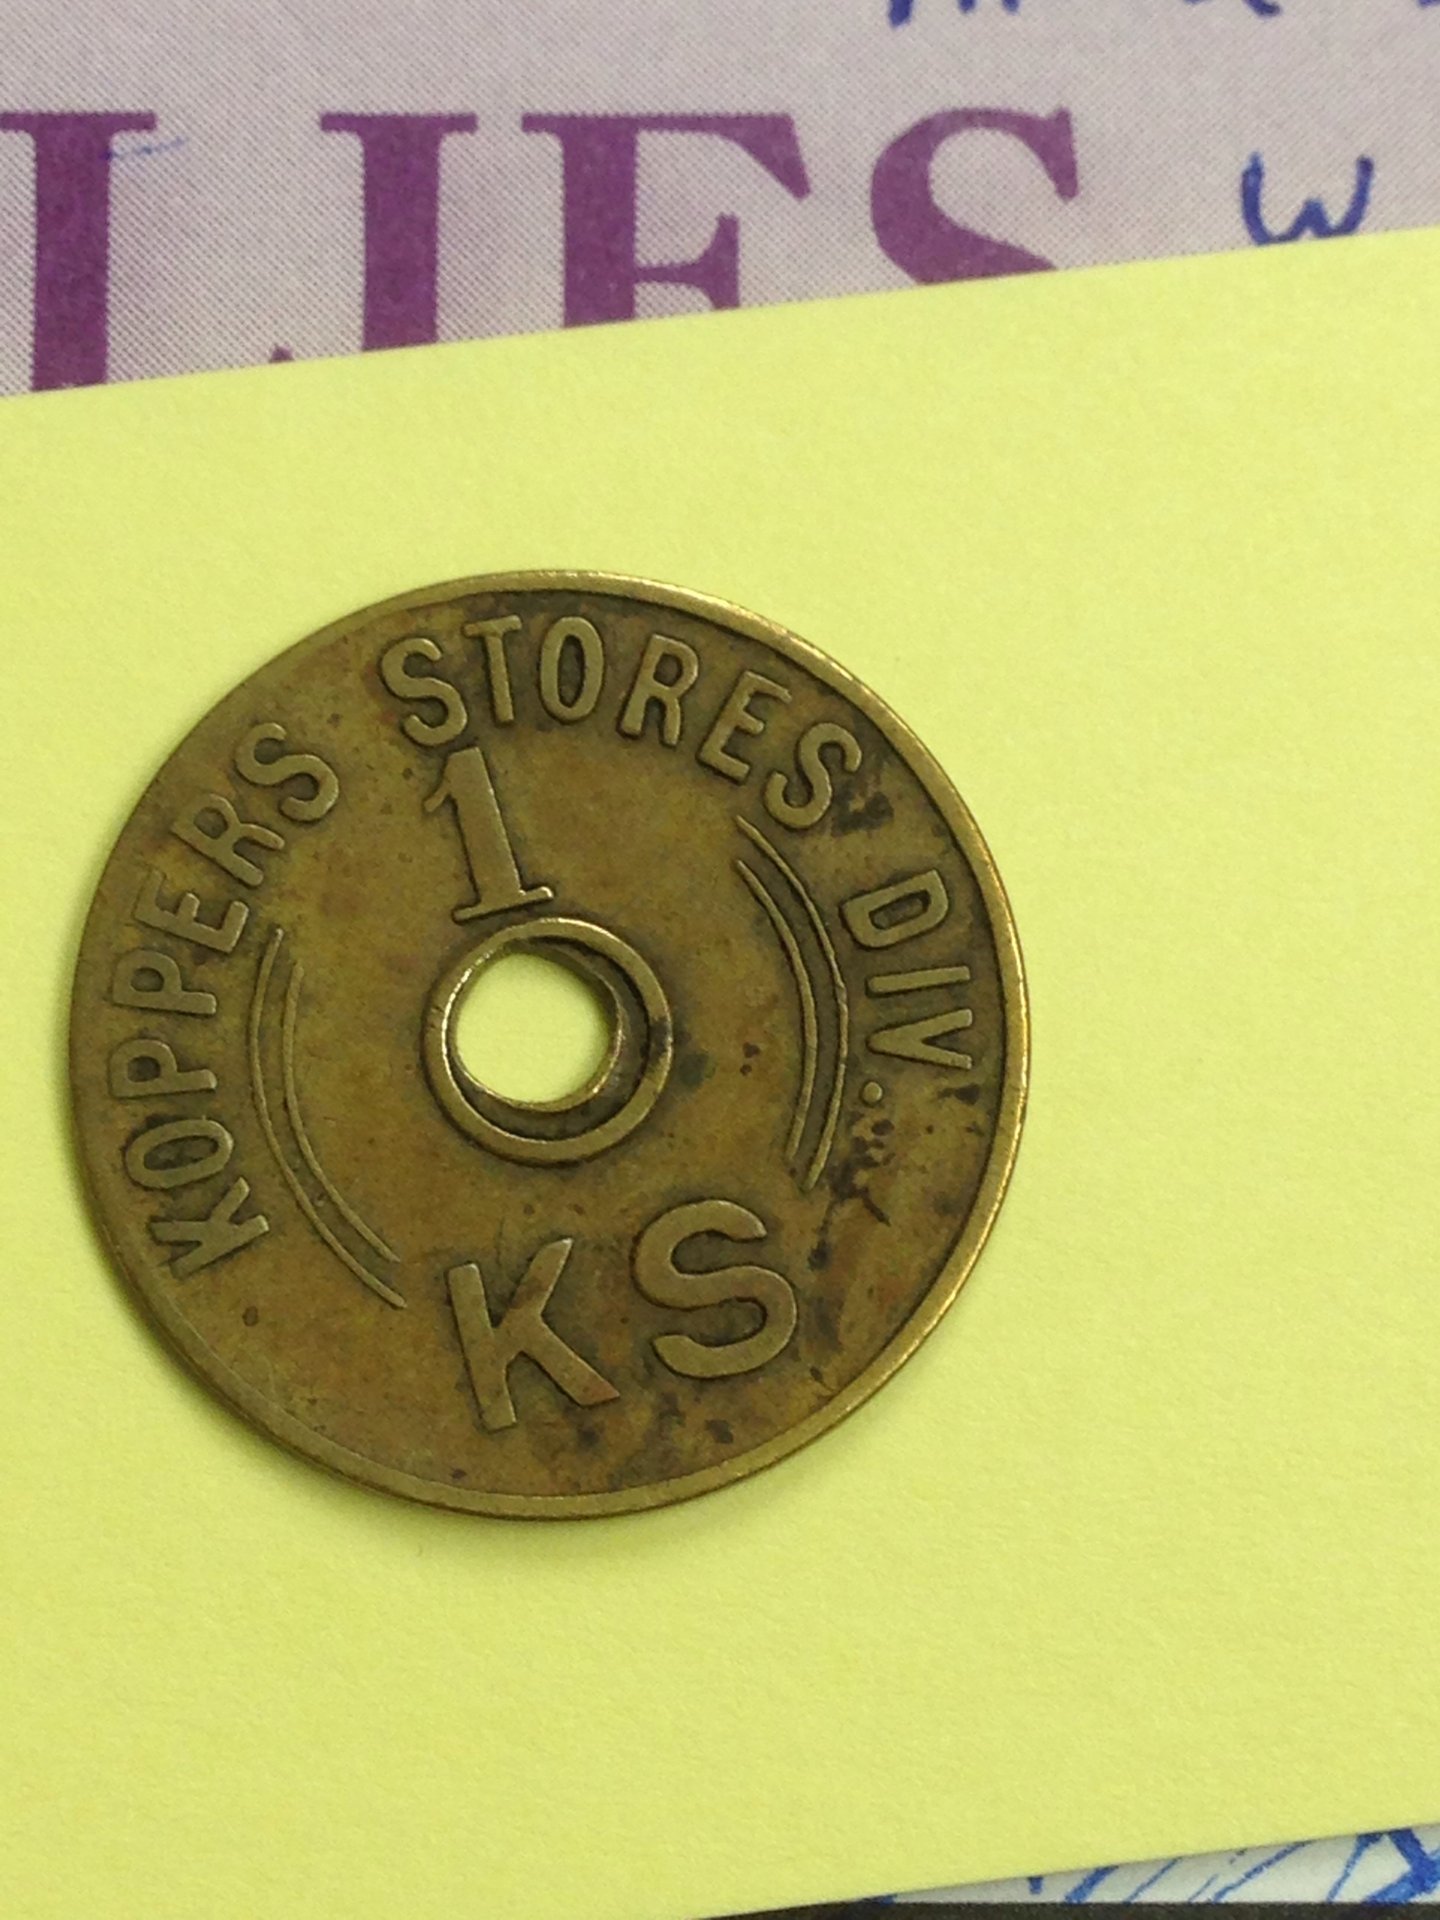 LIES
W
KOPPERS STORES DIV.
1
KS